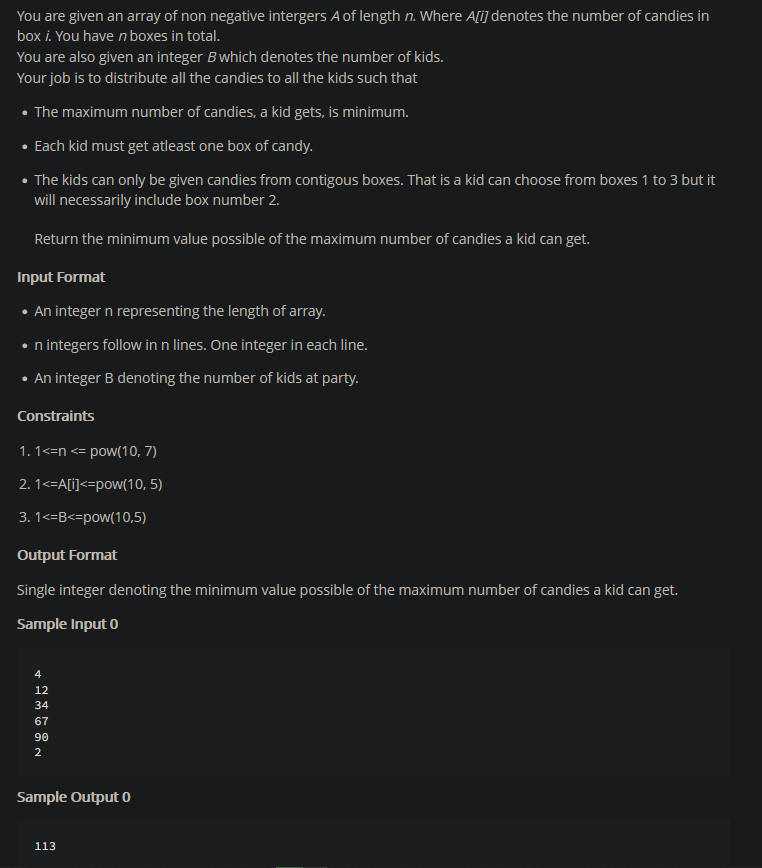 You are given an array of non negative intergers A of length n. Where A[i] denotes the number of candies in
box i. You have n boxes in total.
You are also given an integer B which denotes the number of kids.
Your job is to distribute all the candies to all the kids such that
• The maximum number of candies, a kid gets, is minimum.
• Each kid must get atleast one box of candy.
• The kids can only be given candies from contigous boxes. That is a kid can choose from boxes 1 to 3 but it
will necessarily include box number 2.
Return the minimum value possible of the maximum number of candies a kid can get.
Input Format
• An integer n representing the length of array.
• n integers follow in n lines. One integer in each line.
• An integer B denoting the number of kids at party.
Constraints
1. 1<=n <= pow(10, 7)
2. 1<=A[i]<=pow(10, 5)
3. 1<=B<=pow(10,5)
Output Format
Single integer denoting the minimum value possible of the maximum number of candies a kid can get.
Sample Input 0
4
12
34
67
90
2
Sample Output 0
113